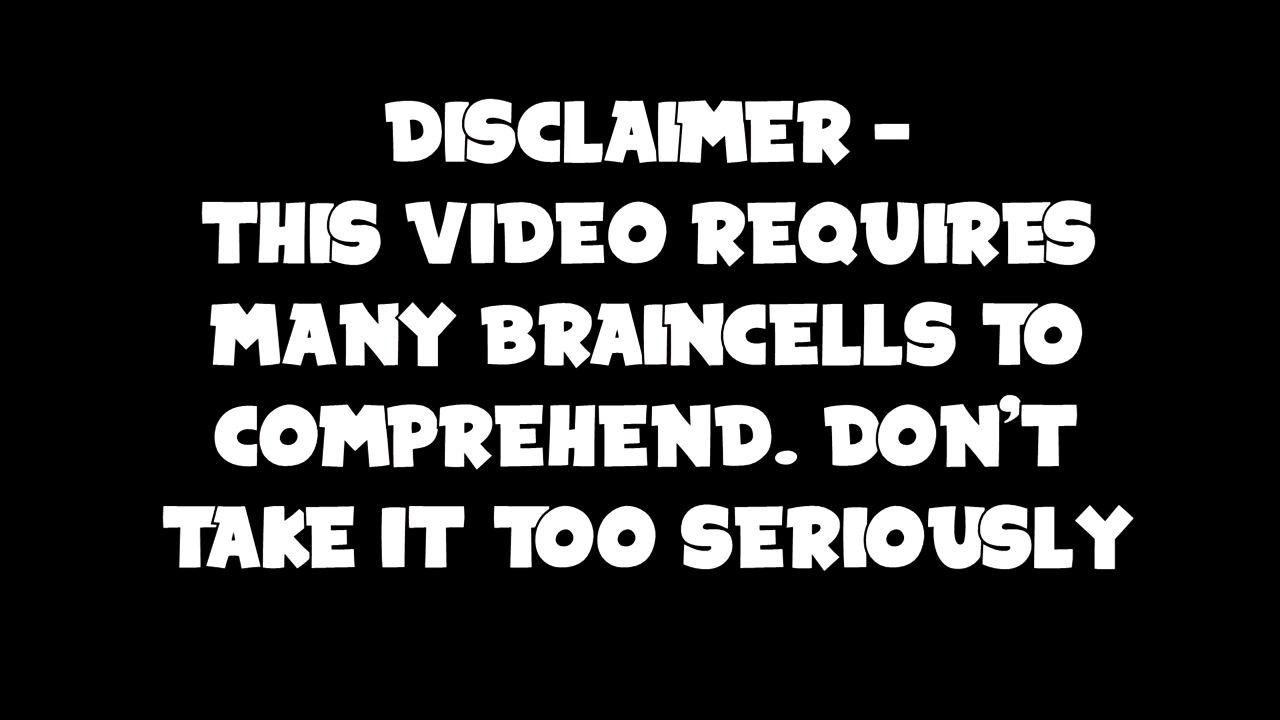 DISCLAIMER -
THIS VIDEO REQUIRES
MANY BRAINCELLS TO
COMPREHEND. DON'T
TAKE IT TOO SERIOUSLY